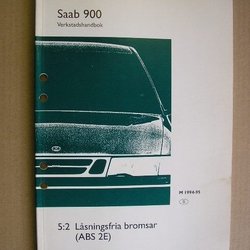 Saab 900
Verkstadshandbok
M 1994-95
5:2 Låsningsfria bromsar
(ABS 2E)